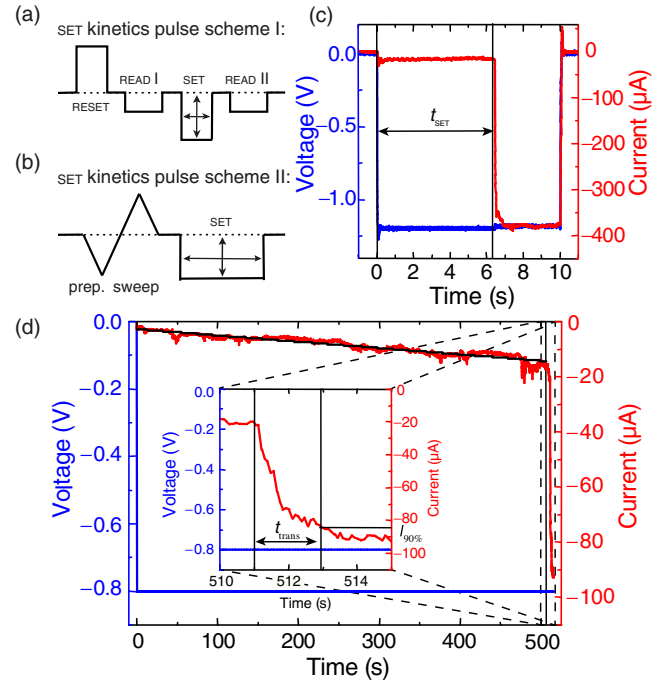 (a)
SET kinetics pulse scheme I:
READ I SET READ II
RESET
(b)
SET kinetics pulse scheme II:
SET
prep. sweep
(c)
Voltage (V)
0.0
−0.5
−1.0
t_SET
0
−100
−200
−300
−400
Current (µA)
0 2 4 6 8 10
Time (s)
(d)
Voltage (V)
0.0
−0.2
−0.4
−0.6
−0.8
0
−20
−40
−60
−80
−100
Current (µA)
0 100 200 300 400 500
Time (s)
Voltage (V)
0.0
−0.2
−0.4
−0.6
−0.8
t_trans
I_90%
0
−20
−40
−60
−80
−100
Current (µA)
510 512 514
Time (s)